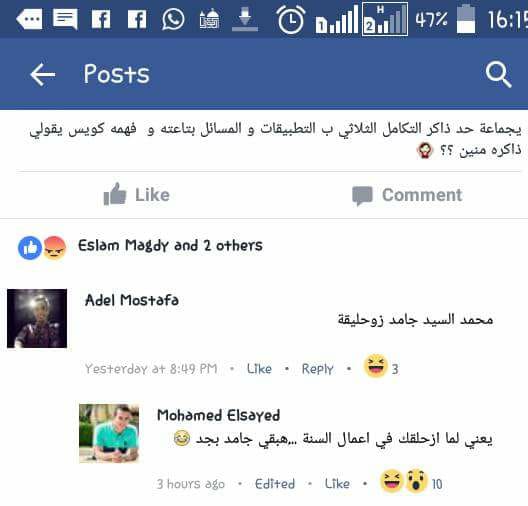 47% 16:15
Posts
يجماعة حد ذاكر التكامل الثلاثي ب التطبيقات و المسائل بتاعته و فهمه كويس يقولي
ذاكره منين ؟؟
Like Comment
Eslam Magdy and 2 others
Adel Mostafa
محمد السيد جامد زوحليقة
Yesterday at 8:49 PM • Like • Reply • 3
Mohamed Elsayed
يعني لما ازحلقك في اعمال السنة ...هبقي جامد بجد 😂
3 hours ago • Edited • Like • 10